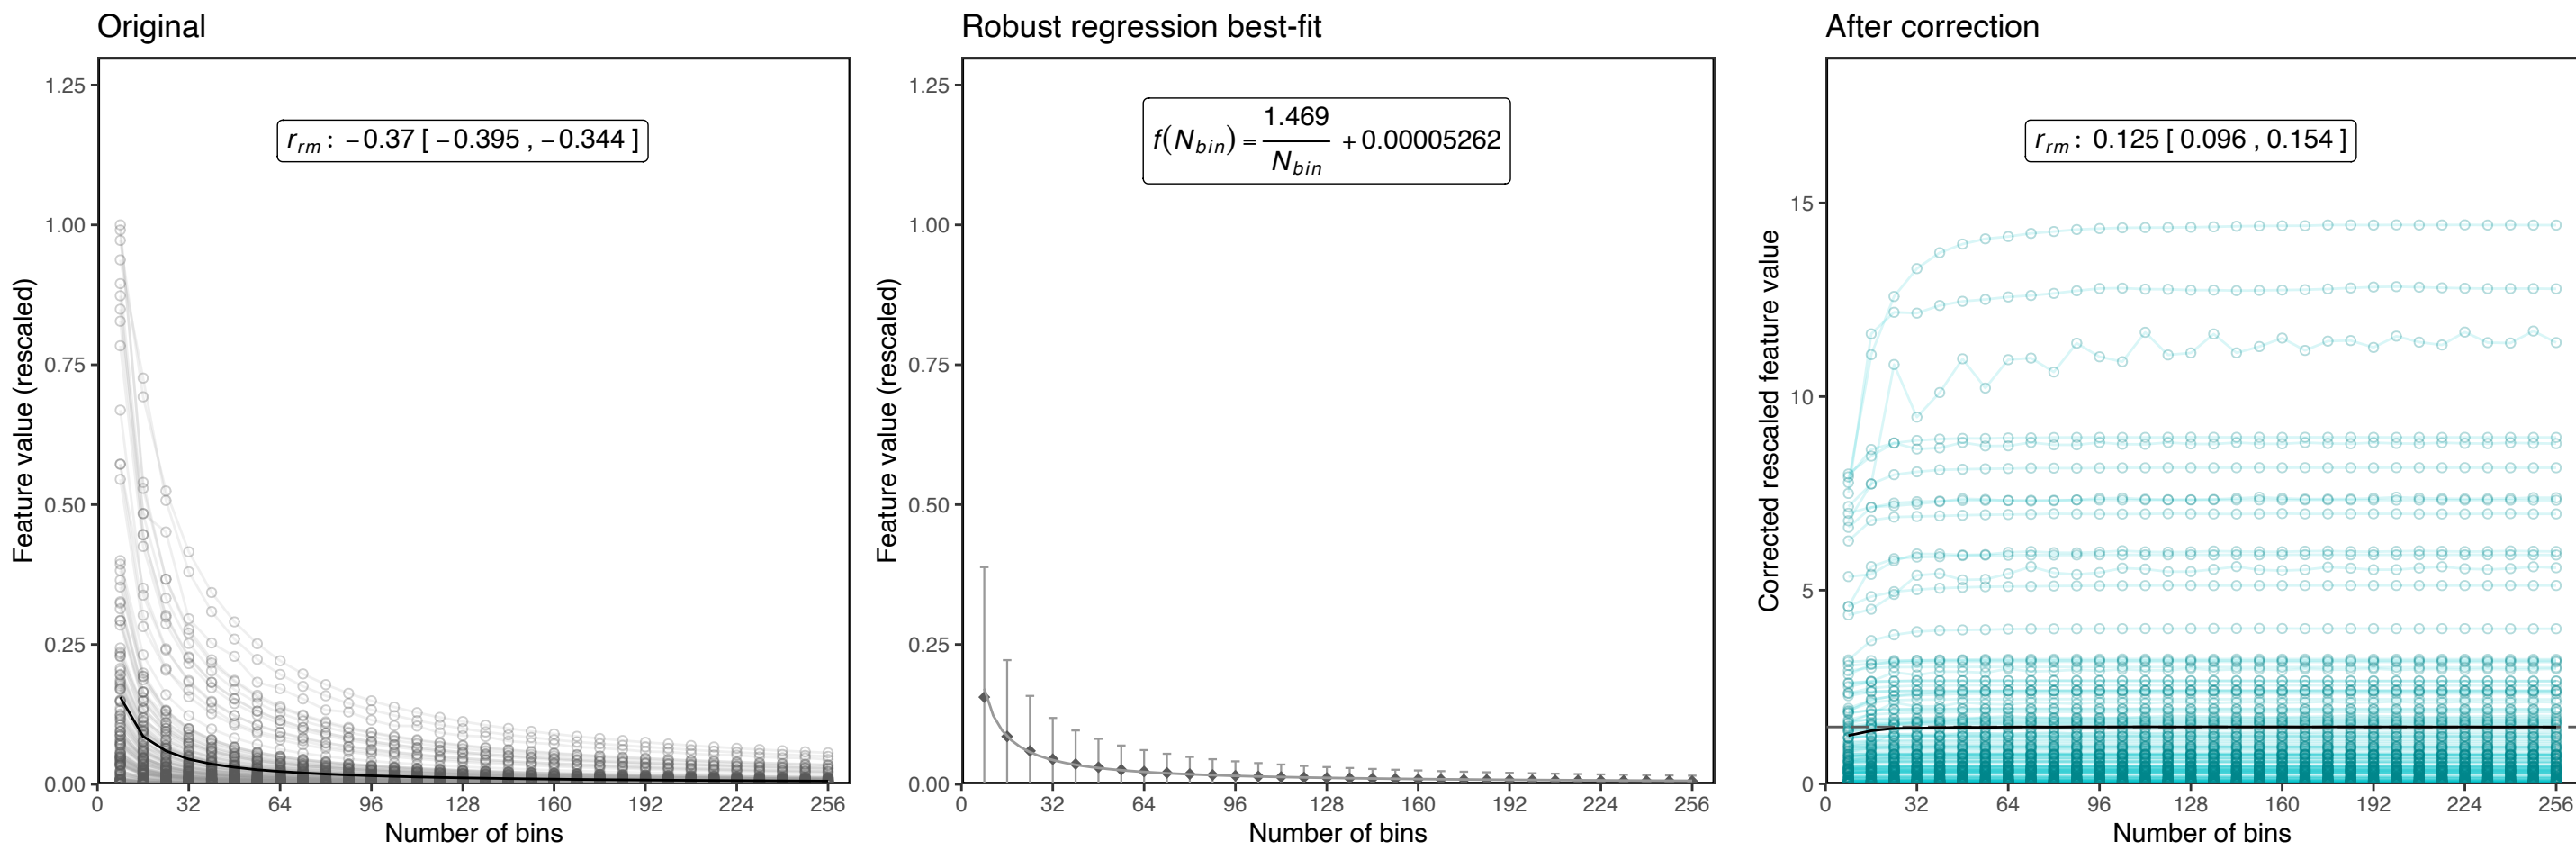 Original
Robust regression best-fit
After correction
r_rm : −0.37 [ −0.395 , −0.344 ]
1.25
1.00
0.75
0.50
0.25
0.00
Feature value (rescaled)
0 32 64 96 128 160 192 224 256
Number of bins
f(N_bin) = 1.469 / N_bin + 0.00005262
1.25
1.00
0.75
0.50
0.25
0.00
Feature value (rescaled)
0 32 64 96 128 160 192 224 256
Number of bins
r_rm : 0.125 [ 0.096 , 0.154 ]
15
10
5
0
Corrected rescaled feature value
0 32 64 96 128 160 192 224 256
Number of bins